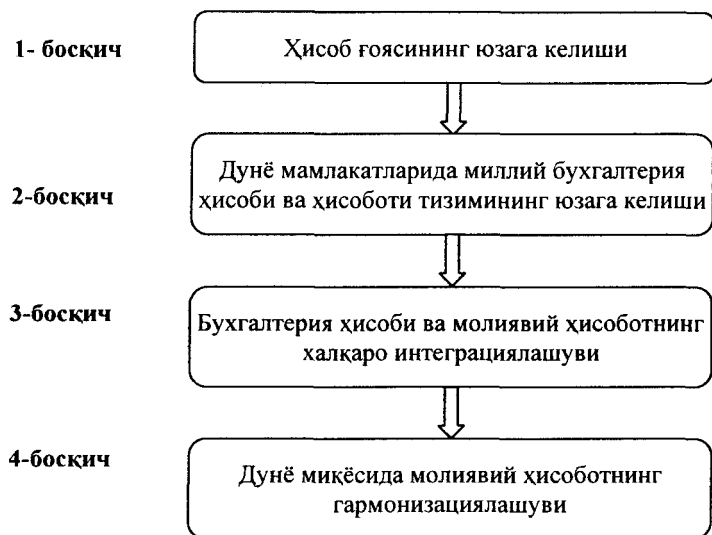 1- босқич
Ҳисоб ғоясининг юзага келиши
2-босқич
Дунё мамлакатларида миллий бухгалтерия
ҳисоби ва ҳисоботи тизимининг юзага келиши
3-босқич
Бухгалтерия ҳисоби ва молиявий ҳисоботнинг
халқаро интеграциялашуви
4-босқич
Дунё миқёсида молиявий ҳисоботнинг
гармонизациялашуви